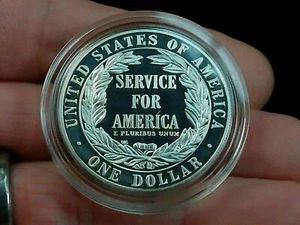 UNITED STATES OF AMERICA
SERVICE
FOR
AMERICA
E PLURIBUS UNUM
ONE DOLLAR